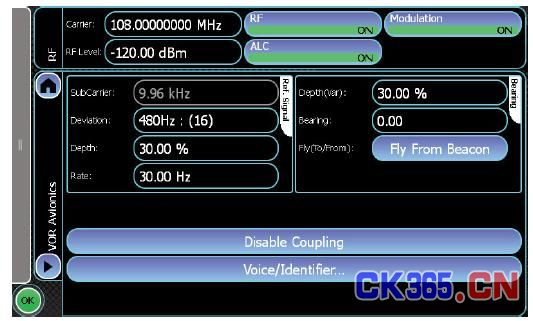 RF
Carrier: 108.00000000 MHz
RF ON
Modulation ON
RF Level: -120.00 dBm
ALC ON
VOR Avionics
SubCarrier: 9.96 kHz
Deviation: 480Hz : (16)
Depth: 30.00 %
Rate: 30.00 Hz
Ref. Signal
Depth(Var): 30.00 %
Bearing: 0.00
Fly(To/From): Fly From Beacon
Bearing
Disable Coupling
Voice/Identifier...
OK
CK365.CN